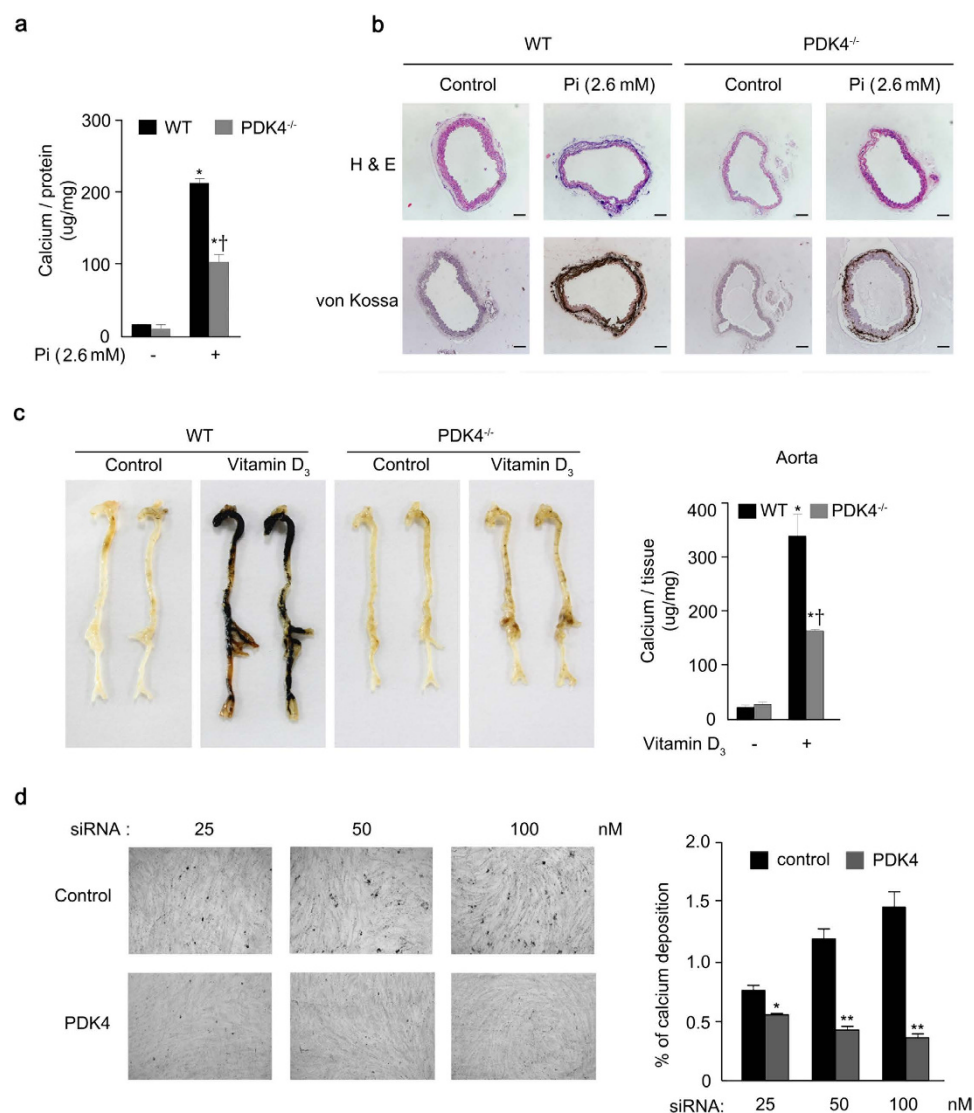 a
300
200
100
0
Calcium / protein
(ug/mg)
WT PDK4-/-
*
*†
Pi (2.6 mM) - +
b
WT PDK4-/-
Control Pi (2.6 mM) Control Pi (2.6 mM)
H & E
von Kossa
c
WT PDK4-/-
Control Vitamin D3 Control Vitamin D3
Aorta
400
300
200
100
0
Calcium / tissue
(ug/mg)
WT PDK4-/-
*
*†
Vitamin D3 - +
d
siRNA : 25 50 100 nM
Control
PDK4
2.0
1.5
1.0
0.5
0
% of calcium deposition
control PDK4
*
**
**
siRNA: 25 50 100 nM